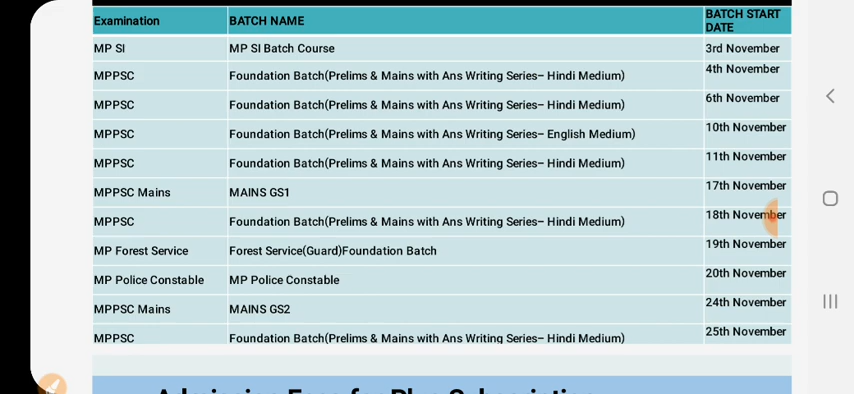 Examination BATCH NAME BATCH START DATE
MP SI MP SI Batch Course 3rd November
MPPSC Foundation Batch(Prelims & Mains with Ans Writing Series– Hindi Medium) 4th November
MPPSC Foundation Batch(Prelims & Mains with Ans Writing Series– Hindi Medium) 6th November
MPPSC Foundation Batch(Prelims & Mains with Ans Writing Series– English Medium) 10th November
MPPSC Foundation Batch(Prelims & Mains with Ans Writing Series– Hindi Medium) 11th November
MPPSC Mains MAINS GS1 17th November
MPPSC Foundation Batch(Prelims & Mains with Ans Writing Series– Hindi Medium) 18th November
MP Forest Service Forest Service(Guard)Foundation Batch 19th November
MP Police Constable MP Police Constable 20th November
MPPSC Mains MAINS GS2 24th November
MPPSC Foundation Batch(Prelims & Mains with Ans Writing Series– Hindi Medium) 25th November